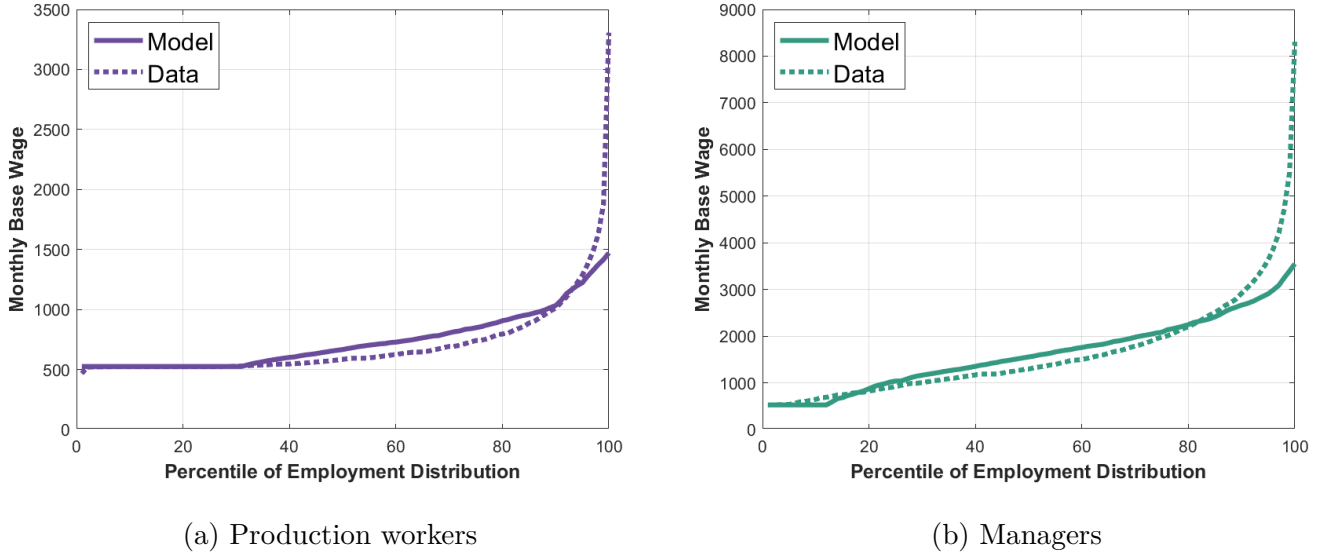 3500
3000
2500
2000
1500
1000
500
0
Monthly Base Wage
Model
Data
0 20 40 60 80 100
Percentile of Employment Distribution
(a) Production workers
9000
8000
7000
6000
5000
4000
3000
2000
1000
0
Monthly Base Wage
Model
Data
0 20 40 60 80 100
Percentile of Employment Distribution
(b) Managers